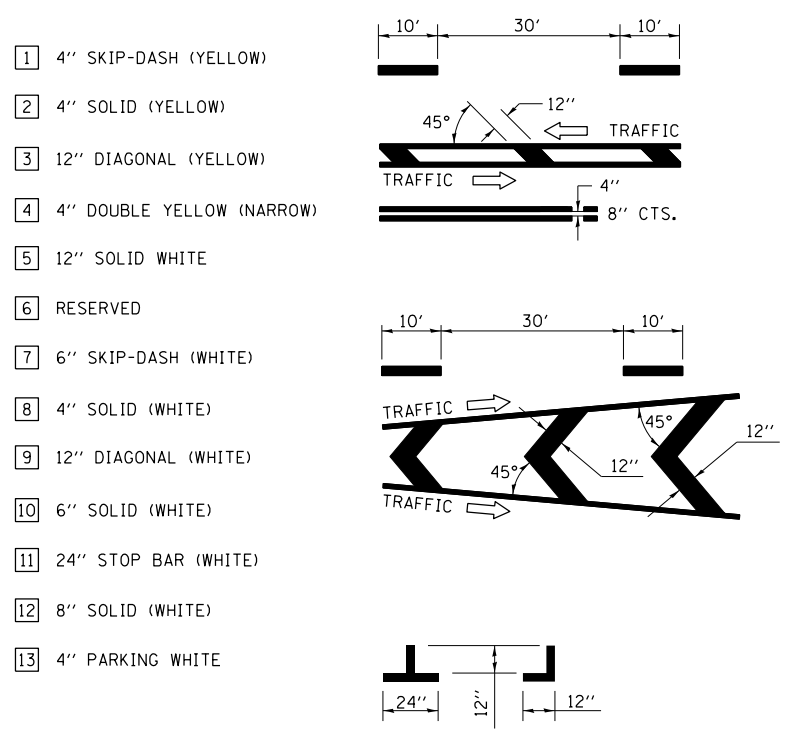 10' 30' 10'
1 4" SKIP-DASH (YELLOW)
2 4" SOLID (YELLOW)
45° 12"
TRAFFIC
3 12" DIAGONAL (YELLOW)
TRAFFIC
4 4" DOUBLE YELLOW (NARROW)
4"
8" CTS.
5 12" SOLID WHITE
6 RESERVED
10' 30' 10'
7 6" SKIP-DASH (WHITE)
8 4" SOLID (WHITE)
TRAFFIC
45° 12"
9 12" DIAGONAL (WHITE)
45° 12"
10 6" SOLID (WHITE)
TRAFFIC
11 24" STOP BAR (WHITE)
12 8" SOLID (WHITE)
13 4" PARKING WHITE
24" 12" 12"